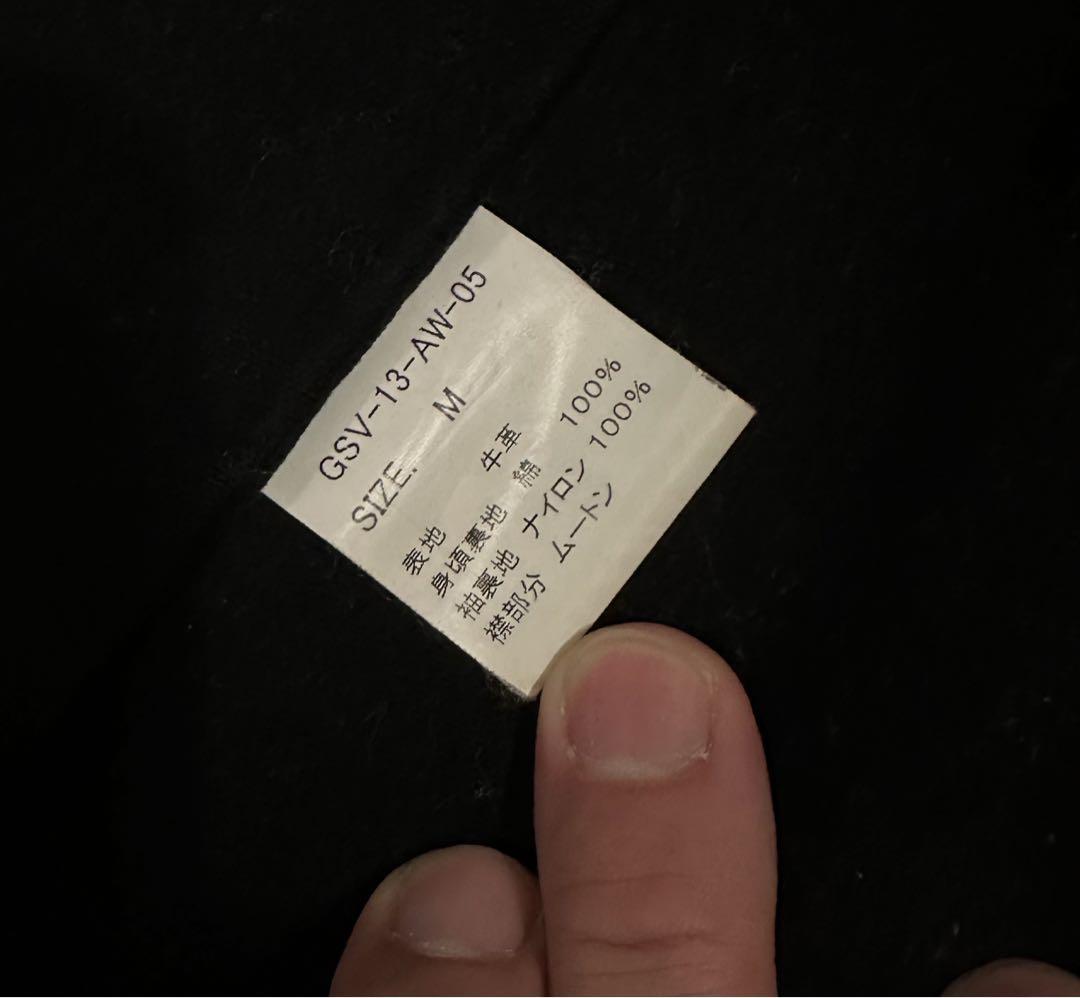 GSV-13-AW-05
SIZE. M
表地 牛革
身頃裏地 綿 100%
袖裏地 ナイロン 100%
襟部分 ムートン